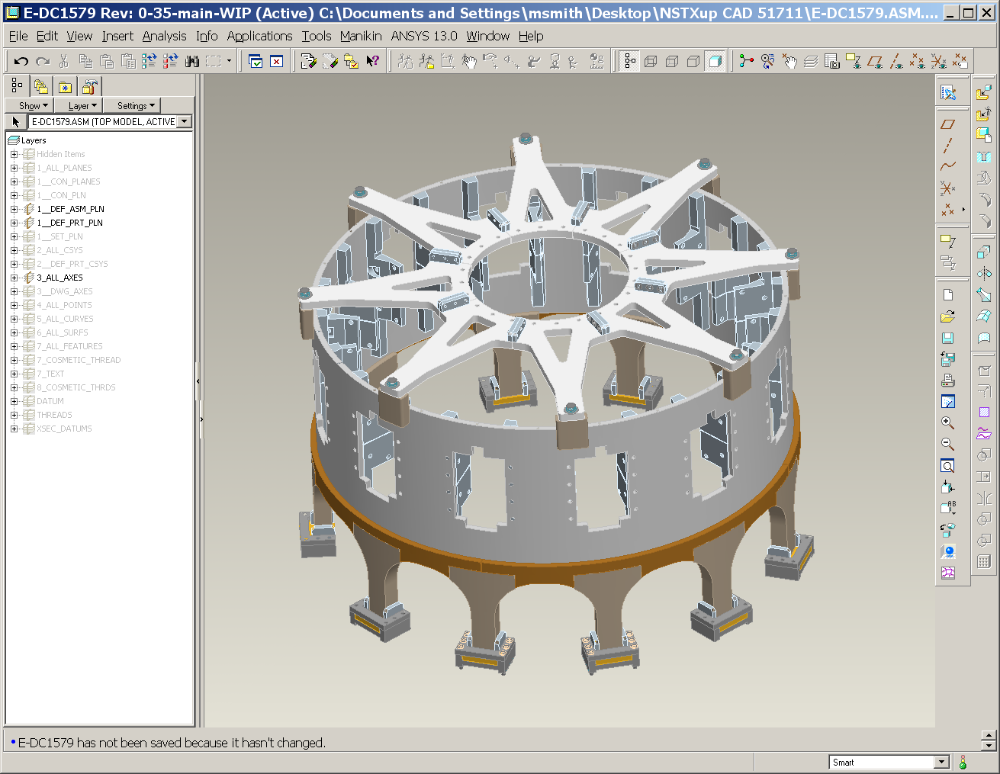 E-DC1579 Rev: 0-35-main-WIP (Active) C:\Documents and Settings\msmith\Desktop\NSTXup CAD 51711\E-DC1579.ASM....
File Edit View Insert Analysis Info Applications Tools Manikin ANSYS 13.0 Window Help
Show Layer Settings
E-DC1579.ASM (TOP MODEL, ACTIVE
Layers
Hidden Items
1_ALL_PLANES
1__CON_PLANES
1__CON_PLN
1__DEF_ASM_PLN
1__DEF_PRT_PLN
1__SET_PLN
2_ALL_CSYS
2__DEF_PRT_CSYS
3_ALL_AXES
3__DWG_AXES
4_ALL_POINTS
5_ALL_CURVES
6_ALL_SURFS
7_ALL_FEATURES
7_COSMETIC_THREAD
7_TEXT
8_COSMETIC_THRDS
DATUM
THREADS
XSEC_DATUMS
AB
E-DC1579 has not been saved because it hasn't changed.
Smart